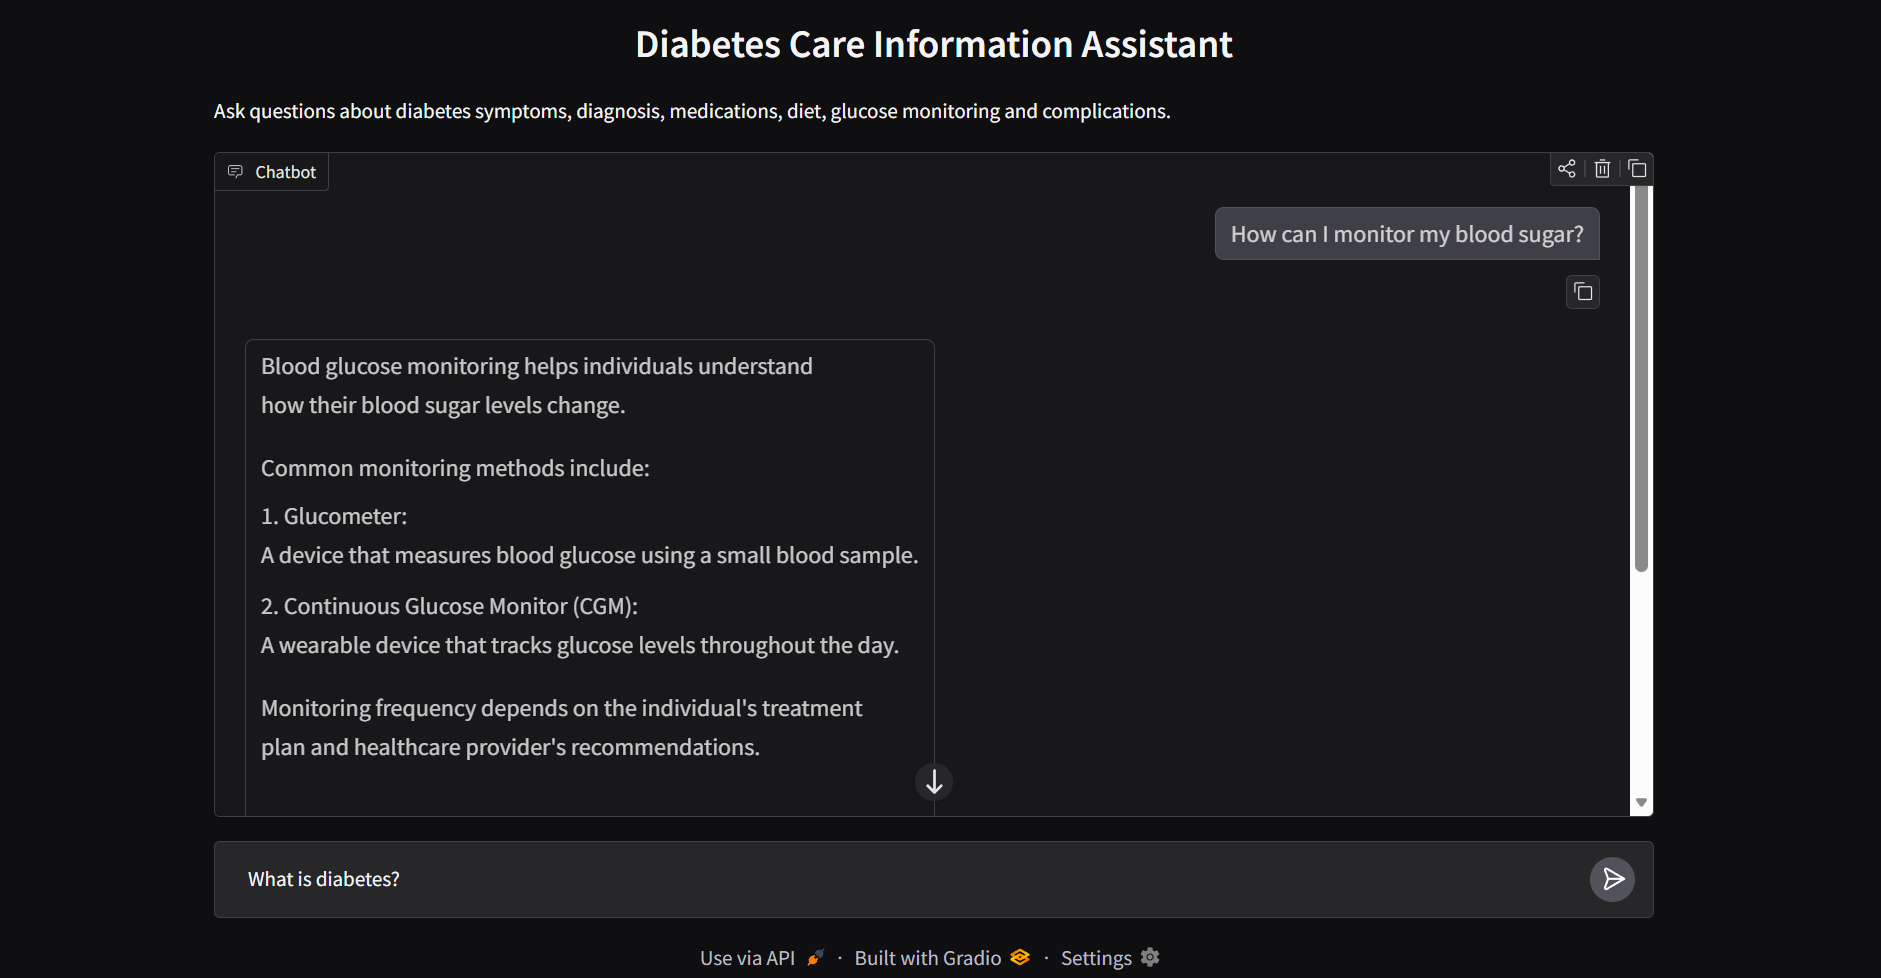 Diabetes Care Information Assistant
Ask questions about diabetes symptoms, diagnosis, medications, diet, glucose monitoring and complications.
Chatbot
How can I monitor my blood sugar?
Blood glucose monitoring helps individuals understand
how their blood sugar levels change.
Common monitoring methods include:
1. Glucometer:
A device that measures blood glucose using a small blood sample.
2. Continuous Glucose Monitor (CGM):
A wearable device that tracks glucose levels throughout the day.
Monitoring frequency depends on the individual's treatment
plan and healthcare provider's recommendations.
What is diabetes?
Use via API · Built with Gradio · Settings